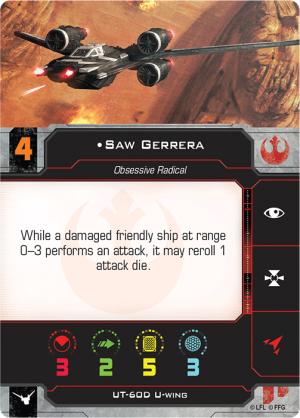 4
•Saw Gerrera
Obsessive Radical
While a damaged friendly ship at range
0–3 performs an attack, it may reroll 1
attack die.
3 2 5 3
UT-60D U-wing
©LFL ©FFG